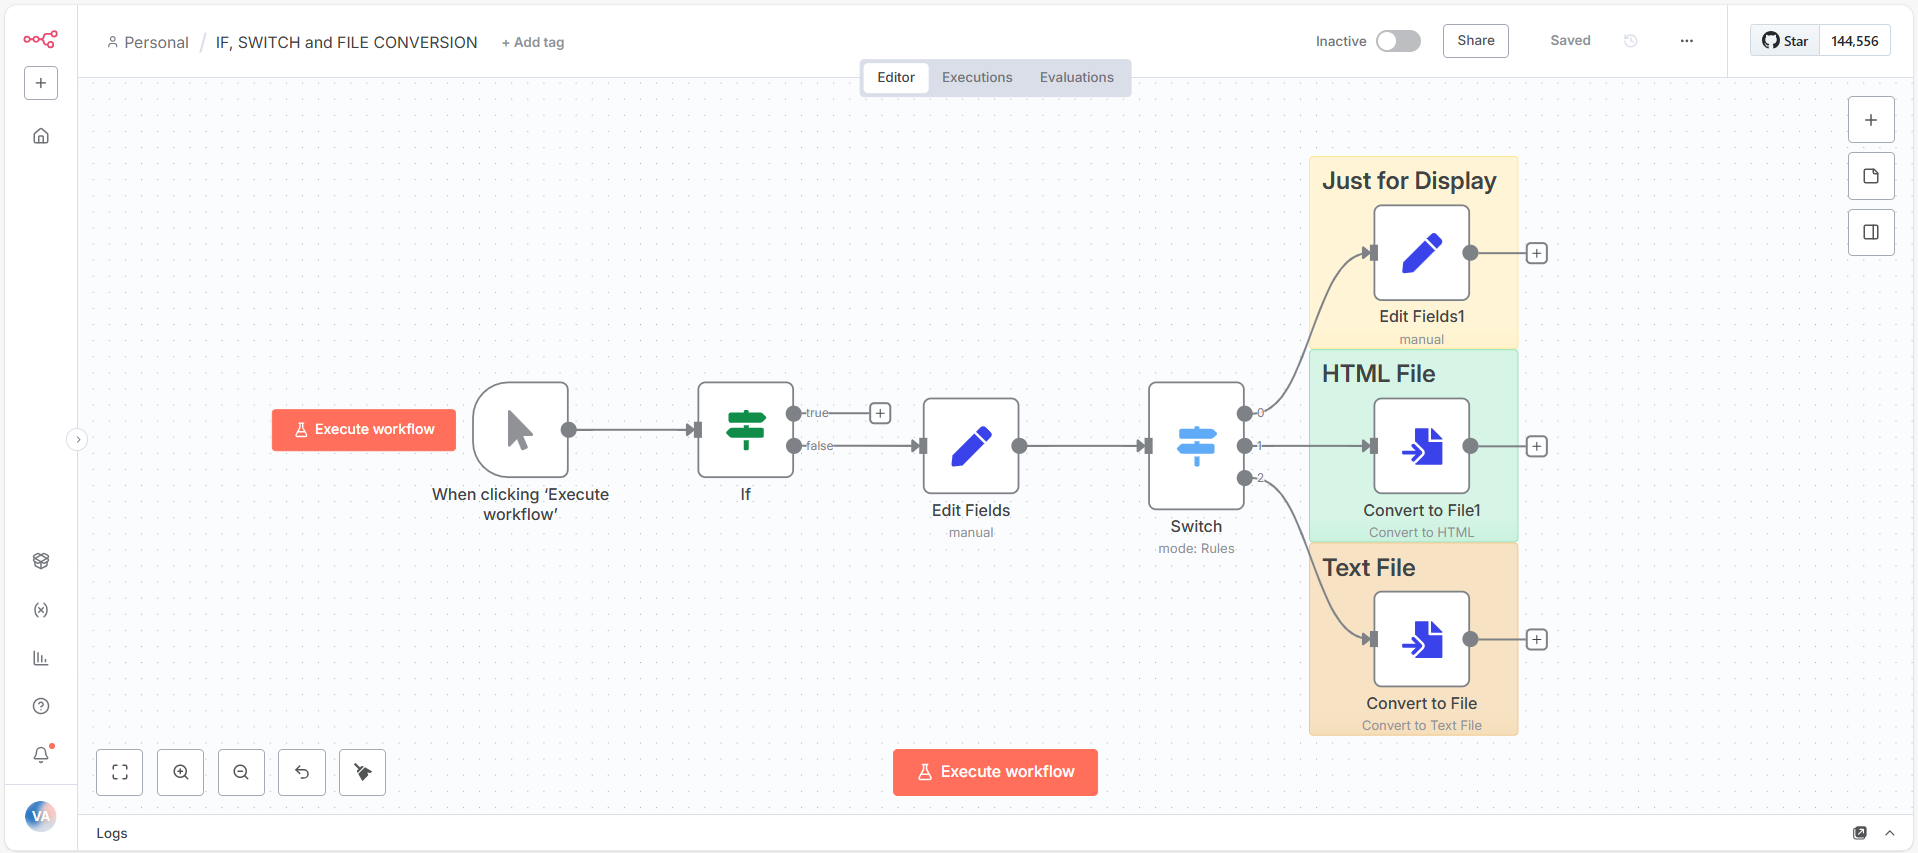 Personal / IF, SWITCH and FILE CONVERSION + Add tag
Inactive
Share
Saved
Star 144,556
Editor Executions Evaluations
Just for Display
Edit Fields1
manual
HTML File
Convert to File1
Convert to HTML
Text File
Convert to File
Convert to Text File
Execute workflow
When clicking ‘Execute
workflow’
true
false
If
Edit Fields
manual
0
1
2
Switch
mode: Rules
Execute workflow
VA
Logs